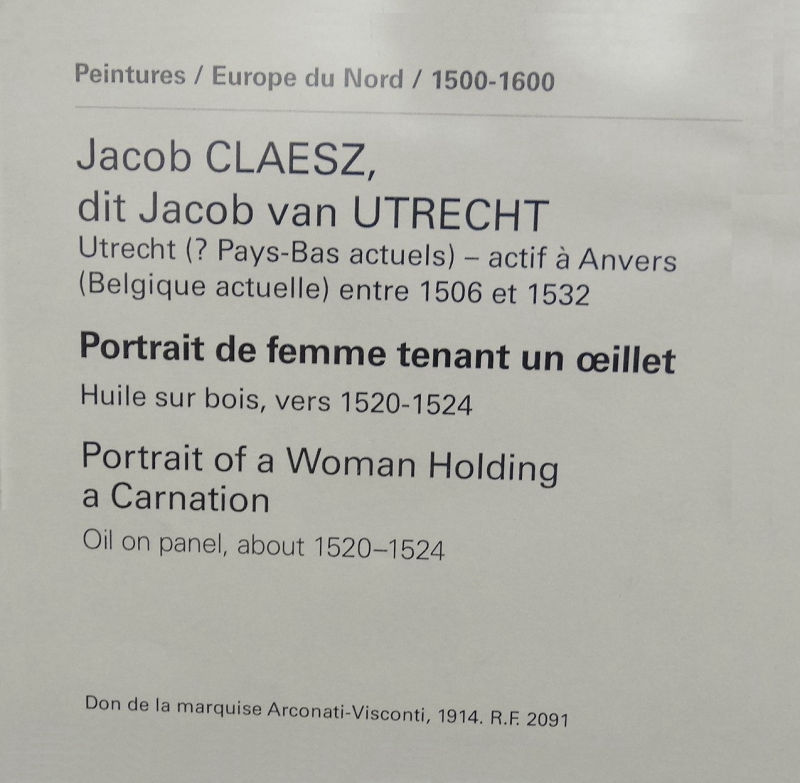 Peintures / Europe du Nord / 1500-1600
Jacob CLAESZ,
dit Jacob van UTRECHT
Utrecht (? Pays-Bas actuels) – actif à Anvers
(Belgique actuelle) entre 1506 et 1532
Portrait de femme tenant un œillet
Huile sur bois, vers 1520-1524
Portrait of a Woman Holding
a Carnation
Oil on panel, about 1520–1524
Don de la marquise Arconati-Visconti, 1914. R.F. 2091